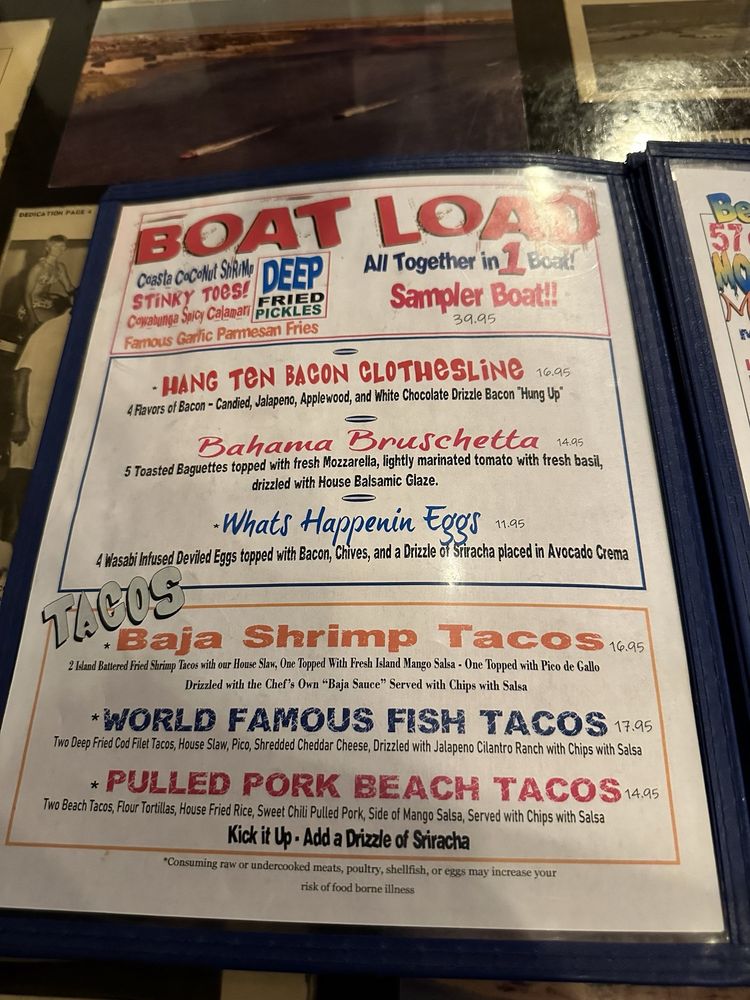 DEDICATION PAGE 4
BOAT LOAD
Coasta CoCoNut ShRiMp
STiNKY ToeS!
Cowabunga Spicy Calamari
DEEP
FRIED
PICKLES
Famous Garlic Parmesan Fries
All Together in 1 Boat!
Sampler Boat!!
39.95
*HANG TEN BACON CLOTHESLINE 16.95
4 Flavors of Bacon - Candied, Jalapeno, Applewood, and White Chocolate Drizzle Bacon "Hung Up"
Bahama Bruschetta 14.95
5 Toasted Baguettes topped with fresh Mozzarella, lightly marinated tomato with fresh basil,
drizzled with House Balsamic Glaze.
*Whats Happenin Eggs 11.95
4 Wasabi Infused Deviled Eggs topped with Bacon, Chives, and a Drizzle of Sriracha placed in Avocado Crema
TACOS
*Baja Shrimp Tacos 16.95
2 Island Battered Fried Shrimp Tacos with our House Slaw, One Topped With Fresh Island Mango Salsa - One Topped with Pico de Gallo
Drizzled with the Chef's Own "Baja Sauce" Served with Chips with Salsa
*WORLD FAMOUS FISH TACOS 17.95
Two Deep Fried Cod Filet Tacos, House Slaw, Pico, Shredded Cheddar Cheese, Drizzled with Jalapeno Cilantro Ranch with Chips with Salsa
*PULLED PORK BEACH TACOS 14.95
Two Beach Tacos, Flour Tortillas, House Fried Rice, Sweet Chili Pulled Pork, Side of Mango Salsa, Served with Chips with Salsa
Kick it Up - Add a Drizzle of Sriracha
*Consuming raw or undercooked meats, poultry, shellfish, or eggs may increase your
risk of food borne illness
57